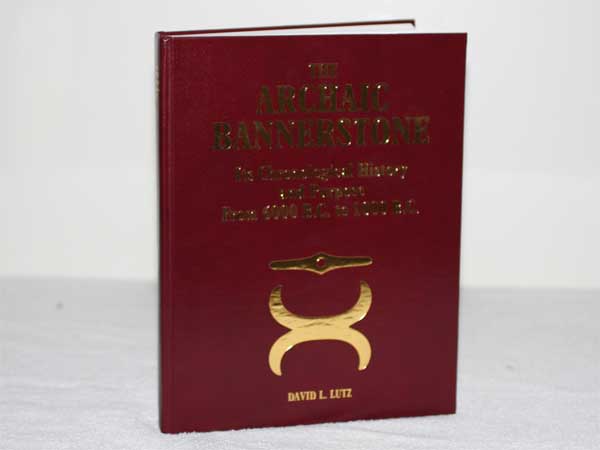 THE
ARCHAIC
BANNERSTONE
Its Chronological History
and Purpose
From 6000 B.C. to 1000 B.C.
DAVID L. LUTZ